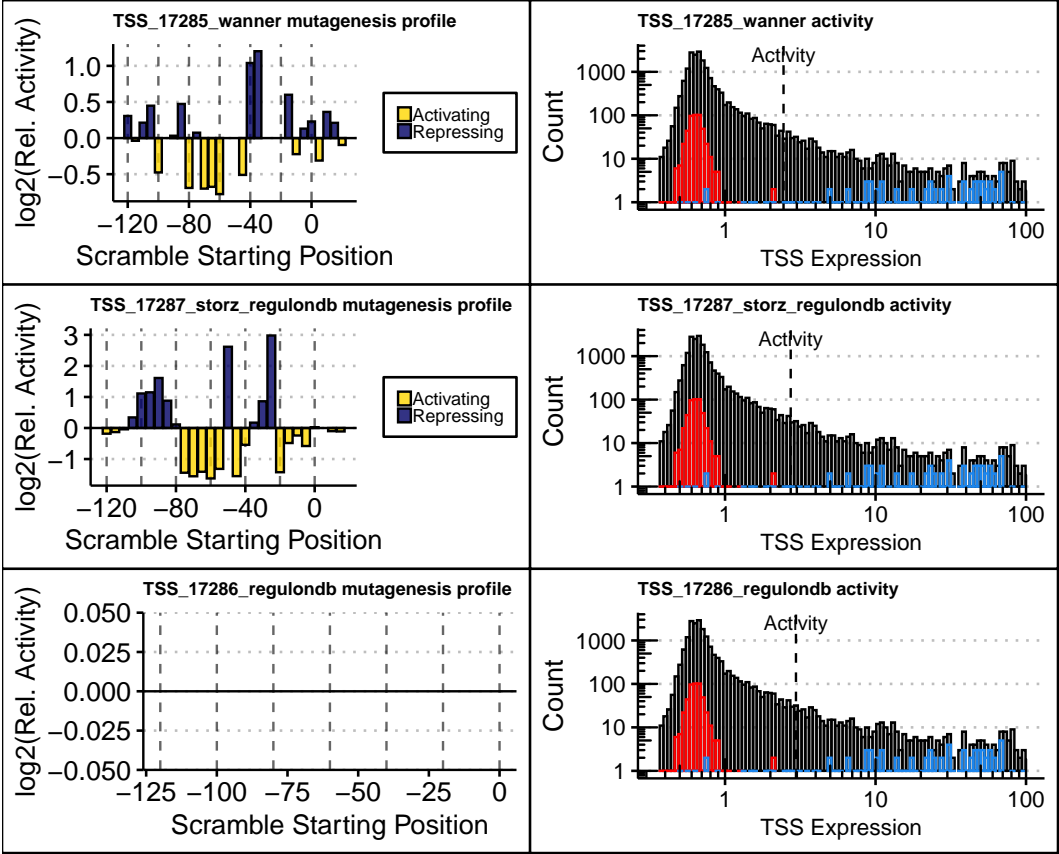 TSS_17285_wanner mutagenesis profile
log2(Rel. Activity)
1.0
0.5
0.0
−0.5
−120
−80
−40
0
Scramble Starting Position
Activating
Repressing
TSS_17285_wanner activity
Activity
Count
1000
100
10
1
1
10
100
TSS Expression
TSS_17287_storz_regulondb mutagenesis profile
log2(Rel. Activity)
3
2
1
0
−1
−120
−80
−40
0
Scramble Starting Position
Activating
Repressing
TSS_17287_storz_regulondb activity
Activity
Count
1000
100
10
1
1
10
100
TSS Expression
TSS_17286_regulondb mutagenesis profile
log2(Rel. Activity)
0.050
0.025
0.000
−0.025
−0.050
−125
−100
−75
−50
−25
0
Scramble Starting Position
TSS_17286_regulondb activity
Activity
Count
1000
100
10
1
1
10
100
TSS Expression